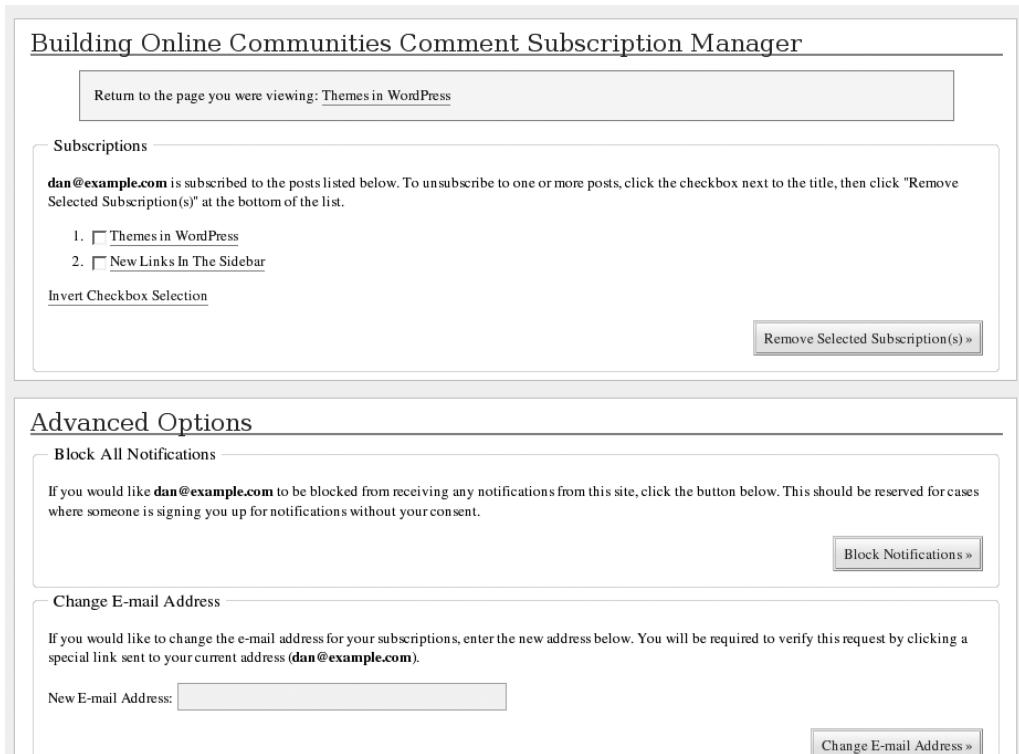 Building Online Communities Comment Subscription Manager
Return to the page you were viewing: Themes in WordPress
Subscriptions
dan@example.com is subscribed to the posts listed below. To unsubscribe to one or more posts, click the checkbox next to the title, then click "Remove
Selected Subscription(s)" at the bottom of the list.
1. Themes in WordPress
2. New Links In The Sidebar
Invert Checkbox Selection
Remove Selected Subscription(s) »
Advanced Options
Block All Notifications
If you would like dan@example.com to be blocked from receiving any notifications from this site, click the button below. This should be reserved for cases
where someone is signing you up for notifications without your consent.
Block Notifications »
Change E-mail Address
If you would like to change the e-mail address for your subscriptions, enter the new address below. You will be required to verify this request by clicking a
special link sent to your current address (dan@example.com).
New E-mail Address:
Change E-mail Address »